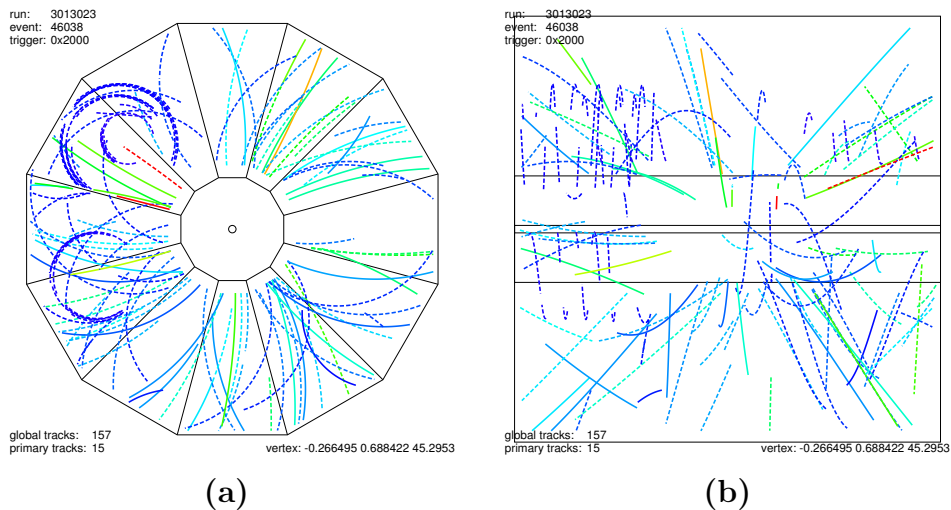 run: 3013023
event: 46038
trigger: 0x2000
global tracks: 157
primary tracks: 15
vertex: -0.266495 0.688422 45.2953
(a)
run: 3013023
event: 46038
trigger: 0x2000
global tracks: 157
primary tracks: 15
vertex: -0.266495 0.688422 45.2953
(b)